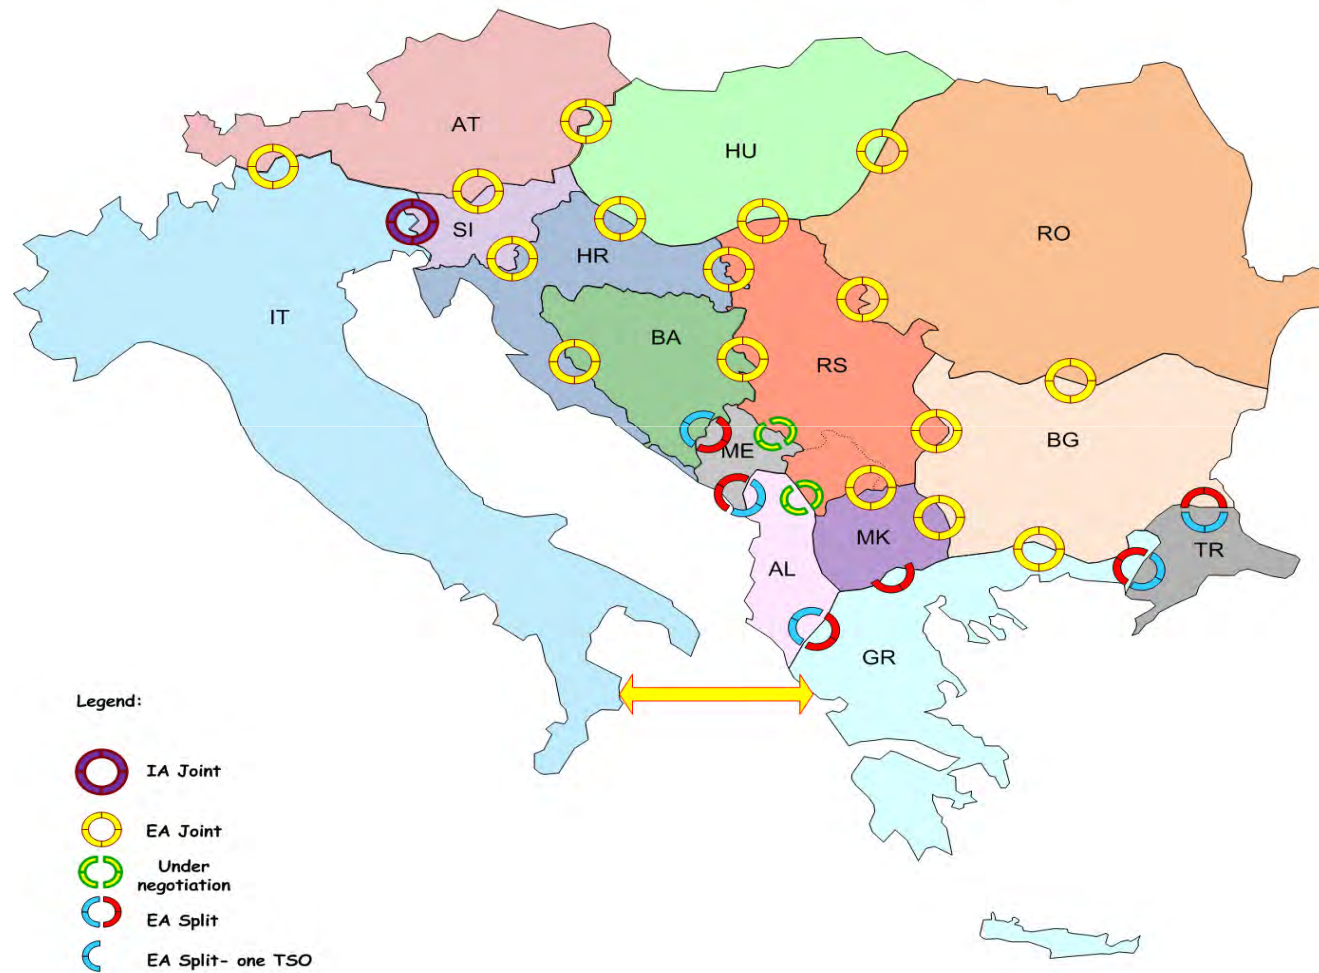 AT
HU
RO
SI
HR
IT
BA
RS
ME
BG
MK
TR
AL
GR
Legend:
IA Joint
EA Joint
Under
negotiation
EA Split
EA Split- one TSO